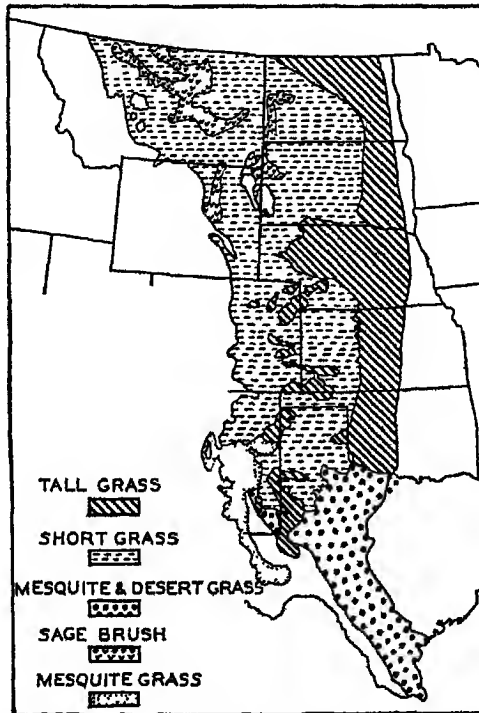 TALL GRASS
SHORT GRASS
MESQUITE & DESERT GRASS
SAGE BRUSH
MESQUITE GRASS